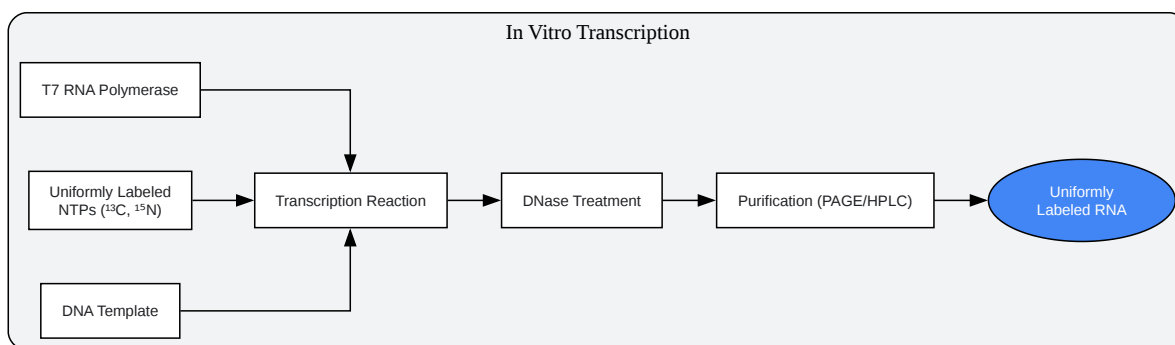 In Vitro Transcription
T7 RNA Polymerase
Uniformly Labeled
NTPs (¹³C, ¹⁵N)
Transcription Reaction
DNase Treatment
Purification (PAGE/HPLC)
Uniformly
Labeled RNA
DNA Template